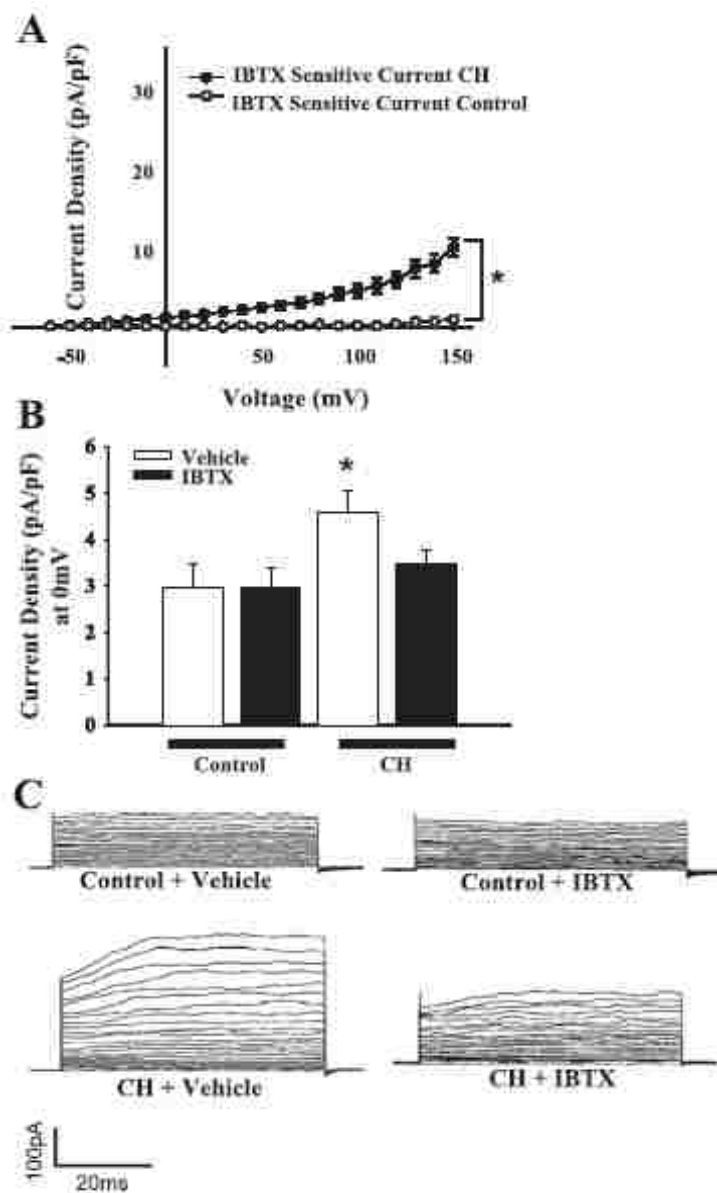 A
Current Density (pA/pF)
30
20
10
IBTX Sensitive Current CH
IBTX Sensitive Current Control
*
-50
50
100
150
Voltage (mV)
B
Current Density (pA/pF)
at 0mV
6
5
4
3
2
1
0
Vehicle
IBTX
*
Control
CH
C
Control + Vehicle
Control + IBTX
CH + Vehicle
CH + IBTX
100pA
20ms